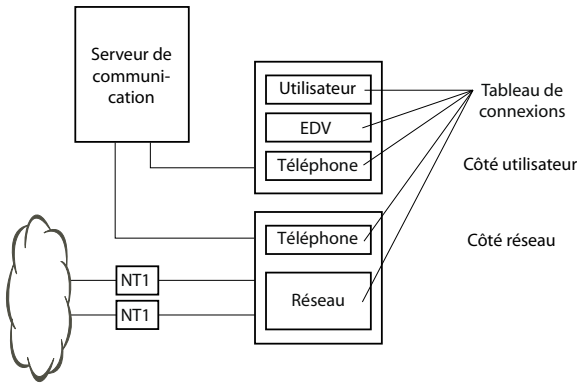 Serveur de
communi-
cation
Utilisateur
EDV
Téléphone
Tableau de
connexions
Côté utilisateur
Téléphone
Côté réseau
NT1
Réseau
NT1